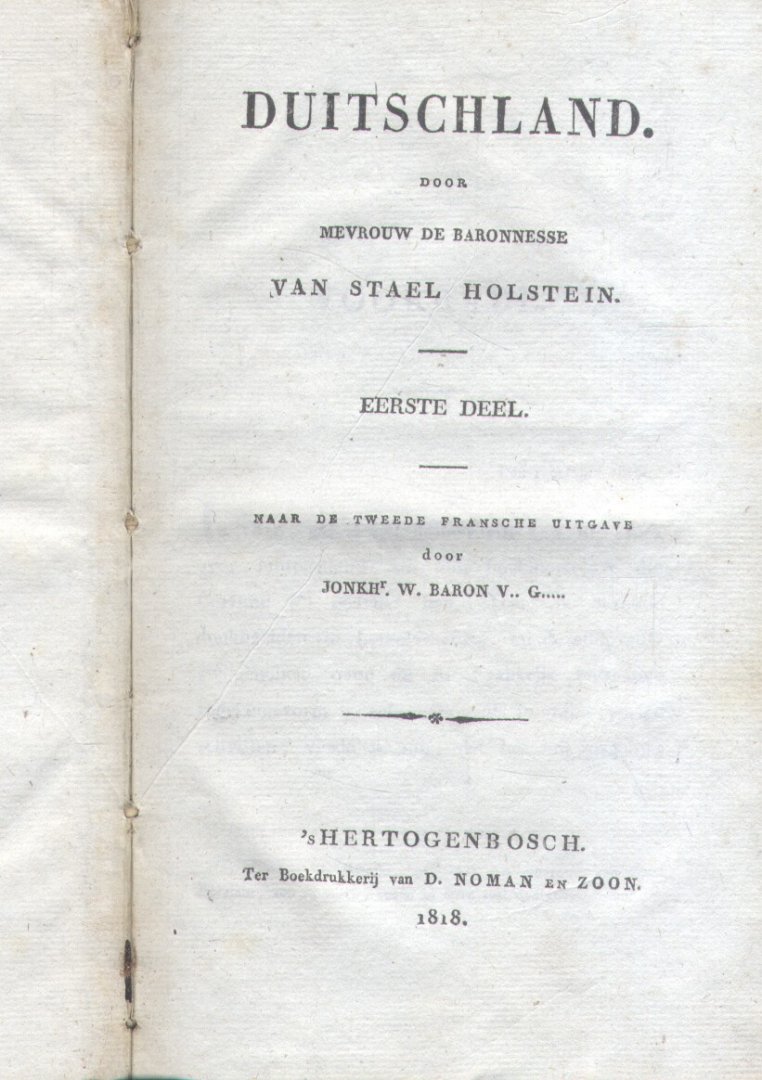 DUITSCHLAND.
DOOR
MEVROUW DE BARONNESSE
VAN STAEL HOLSTEIN.
EERSTE DEEL.
NAAR DE TWEEDE FRANSCHE UITGAVE
door
JONKHr. W. BARON V.. G.....
'sHERTOGENBOSCH.
Ter Boekdrukkerij van D. NOMAN EN ZOON.
1818.